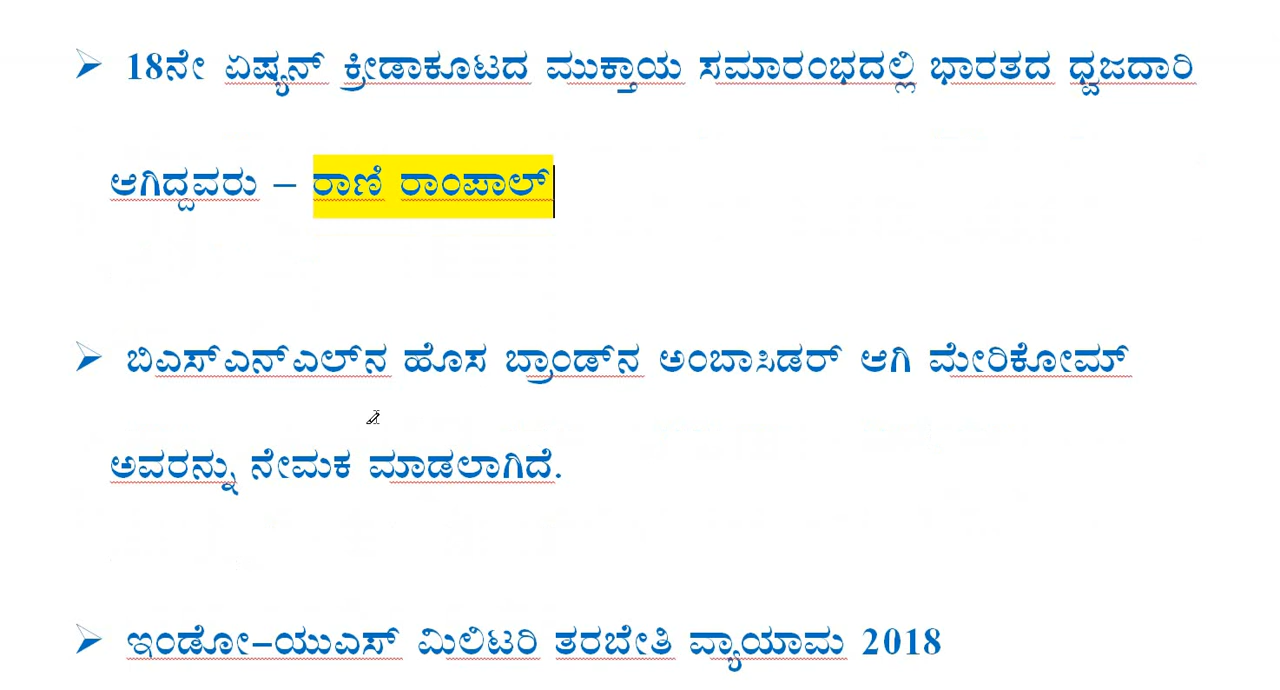 ➢ 18ನೇ ಏಷ್ಯನ್ ಕ್ರೀಡಾಕೂಟದ ಮುಕ್ತಾಯ ಸಮಾರಂಭದಲ್ಲಿ ಭಾರತದ ಧ್ವಜದಾರಿ
ಆಗಿದ್ದವರು – ರಾಣಿ ರಾಂಪಾಲ್
➢ ಬಿಎಸ್‌ಎನ್‌ಎಲ್‌ನ ಹೊಸ ಬ್ರಾಂಡ್‌ನ ಅಂಬಾಸಿಡರ್ ಆಗಿ ಮೇರಿಕೋಮ್
ಅವರನ್ನು ನೇಮಕ ಮಾಡಲಾಗಿದೆ.
➢ ಇಂಡೋ–ಯುಎಸ್ ಮಿಲಿಟರಿ ತರಬೇತಿ ವ್ಯಾಯಾಮ 2018